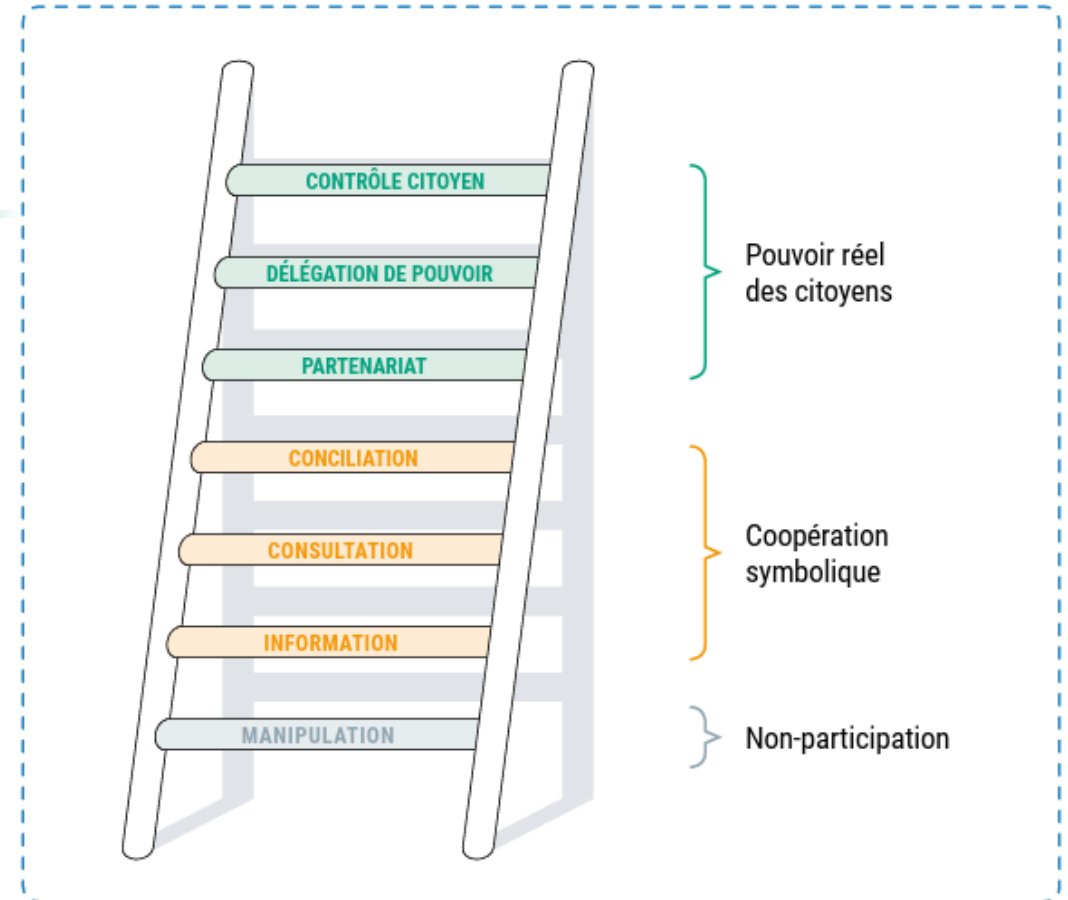 CONTRÔLE CITOYEN
DÉLÉGATION DE POUVOIR
PARTENARIAT
Pouvoir réel
des citoyens
CONCILIATION
CONSULTATION
INFORMATION
Coopération
symbolique
MANIPULATION
Non-participation